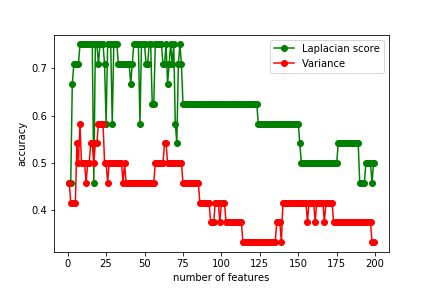 Laplacian score
Variance
accuracy
0.7
0.6
0.5
0.4
0 25 50 75 100 125 150 175 200
number of features